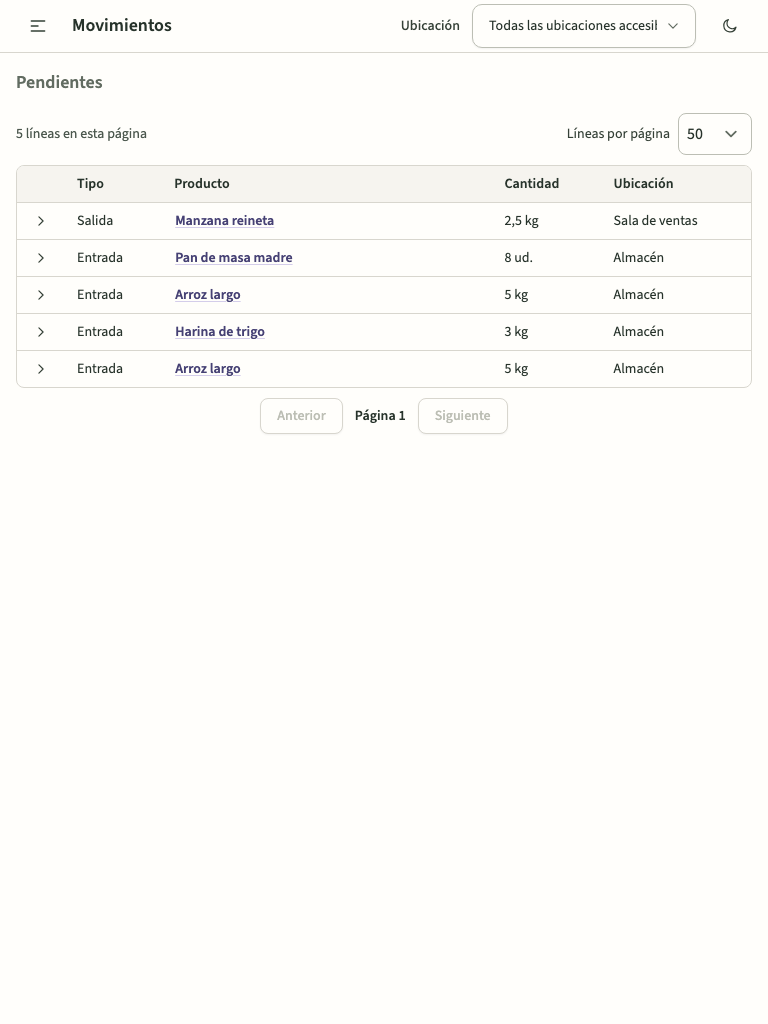 Movimientos
Ubicación
Todas las ubicaciones accesil
Pendientes
5 líneas en esta página
Líneas por página
50
Tipo Producto Cantidad Ubicación
Salida Manzana reineta 2,5 kg Sala de ventas
Entrada Pan de masa madre 8 ud. Almacén
Entrada Arroz largo 5 kg Almacén
Entrada Harina de trigo 3 kg Almacén
Entrada Arroz largo 5 kg Almacén
Anterior Página 1 Siguiente